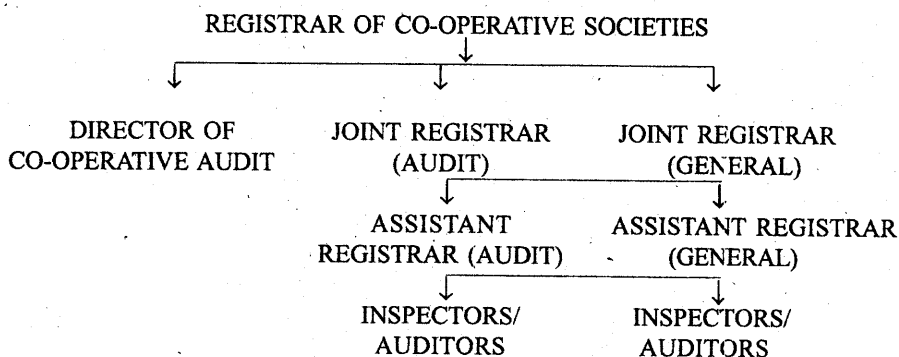 REGISTRAR OF CO-OPERATIVE SOCIETIES
DIRECTOR OF
CO-OPERATIVE AUDIT
JOINT REGISTRAR
(AUDIT)
JOINT REGISTRAR
(GENERAL)
ASSISTANT
REGISTRAR (AUDIT)
ASSISTANT REGISTRAR
(GENERAL)
INSPECTORS/
AUDITORS
INSPECTORS/
AUDITORS